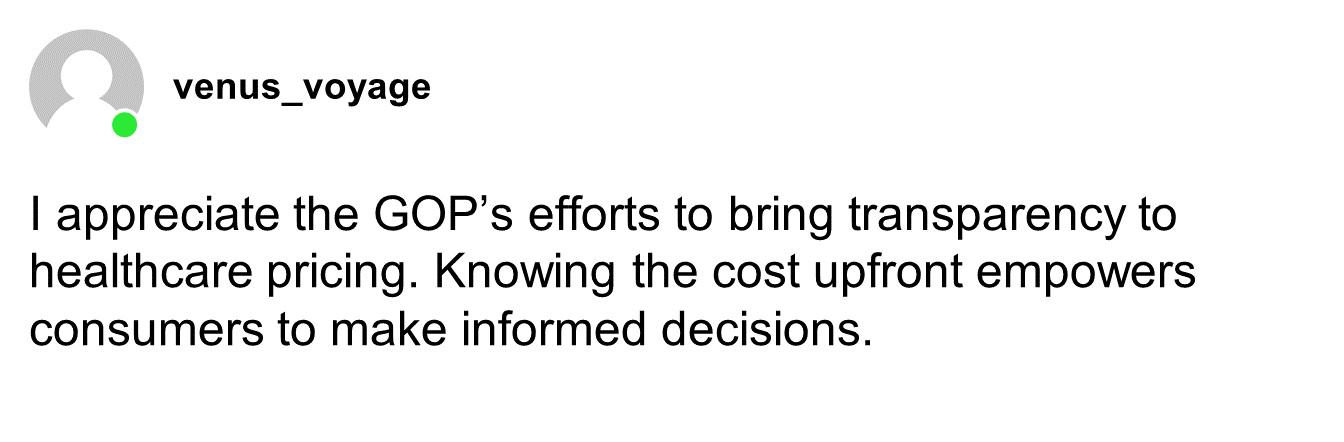 venus_voyage
I appreciate the GOP’s efforts to bring transparency to
healthcare pricing. Knowing the cost upfront empowers
consumers to make informed decisions.